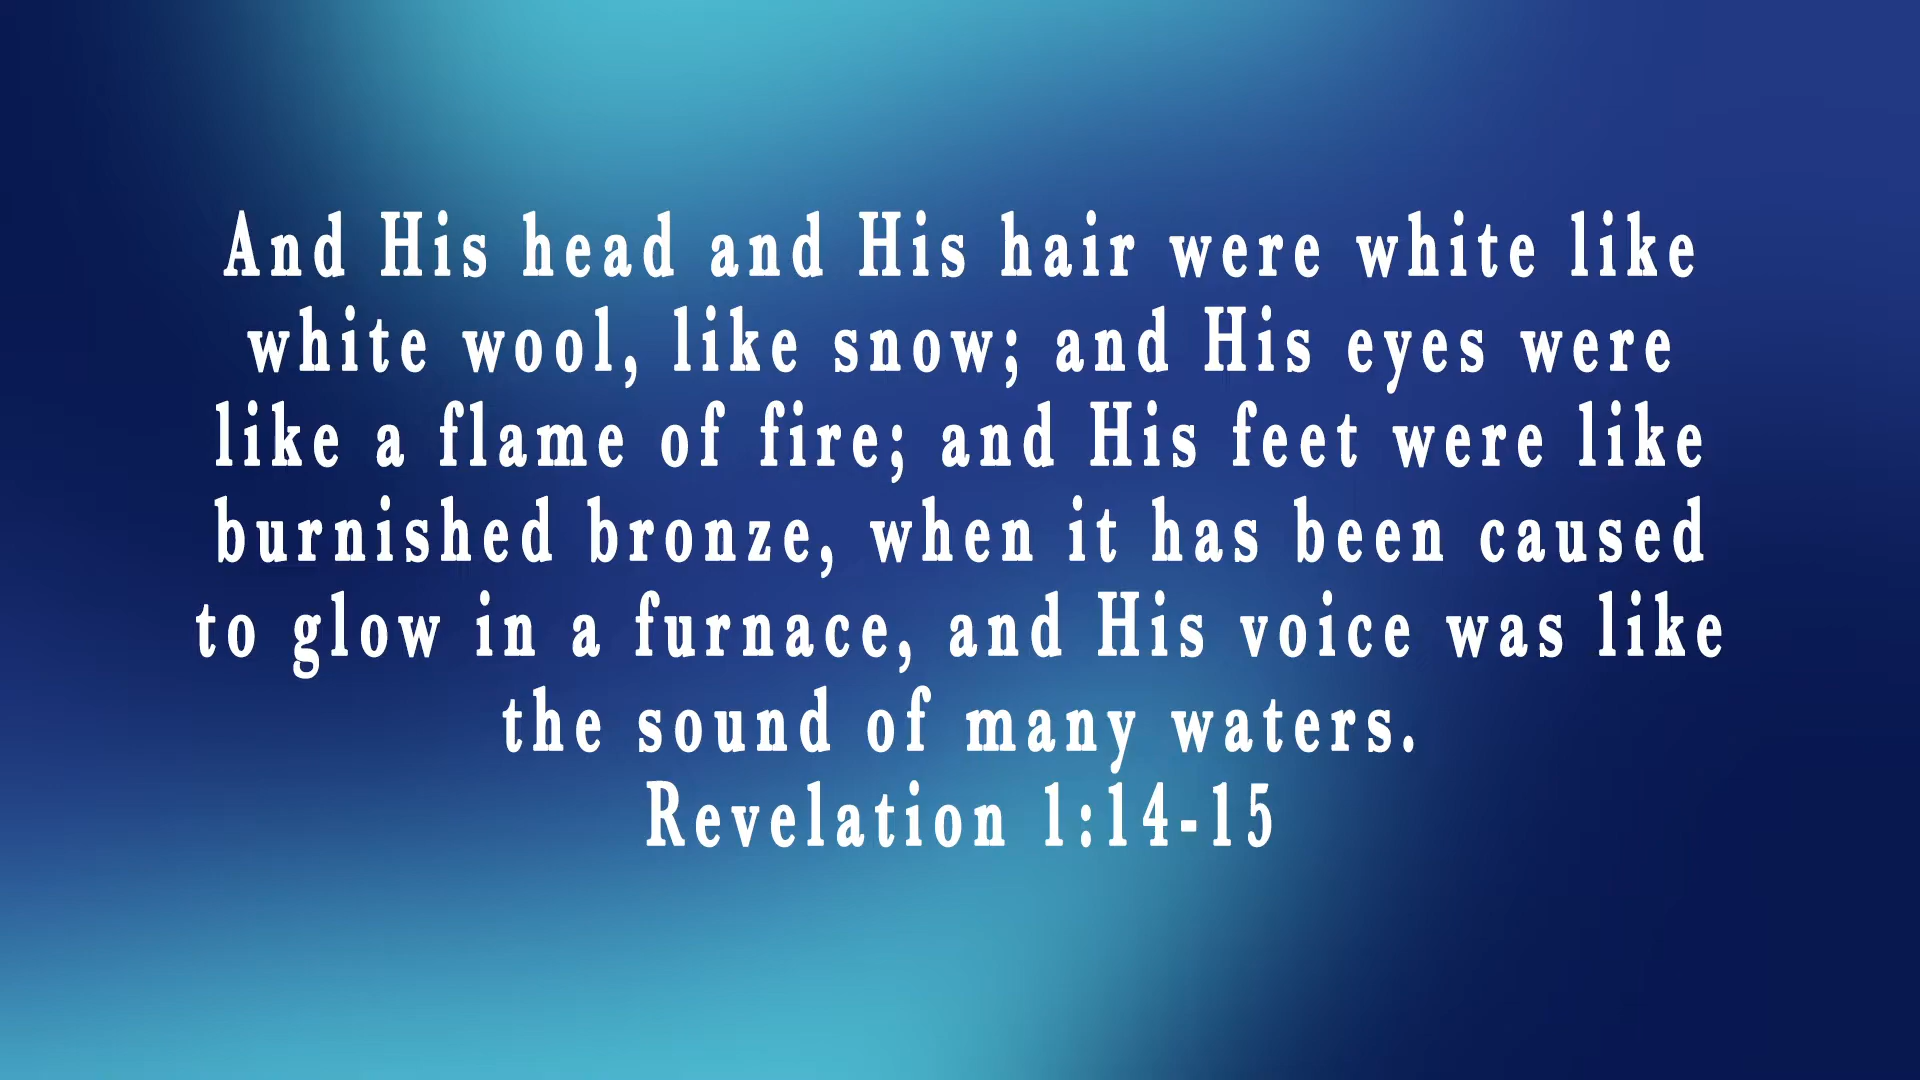 And His head and His hair were white like
white wool, like snow; and His eyes were
like a flame of fire; and His feet were like
burnished bronze, when it has been caused
to glow in a furnace, and His voice was like
the sound of many waters.
Revelation 1:14-15